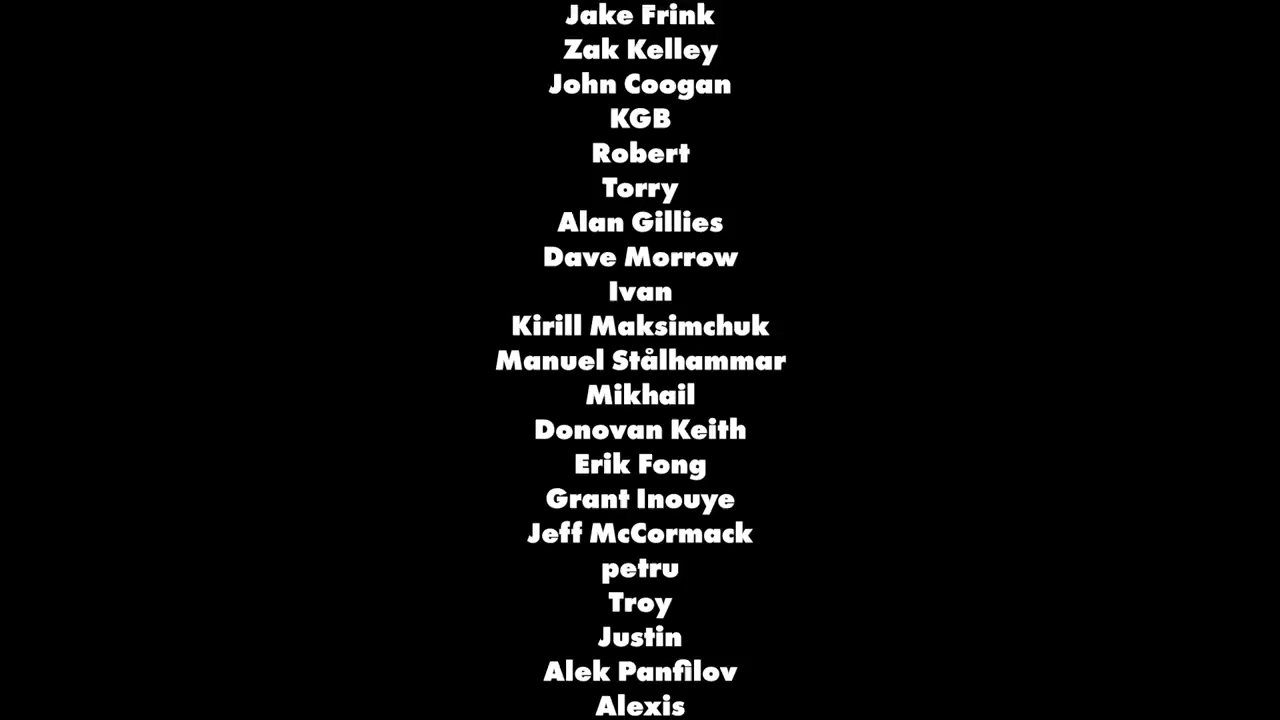 Jake Frink
Zak Kelley
John Coogan
KGB
Robert
Torry
Alan Gillies
Dave Morrow
Ivan
Kirill Maksimchuk
Manuel Stålhammar
Mikhail
Donovan Keith
Erik Fong
Grant Inouye
Jeff McCormack
petru
Troy
Justin
Alek Panfilov
Alexis